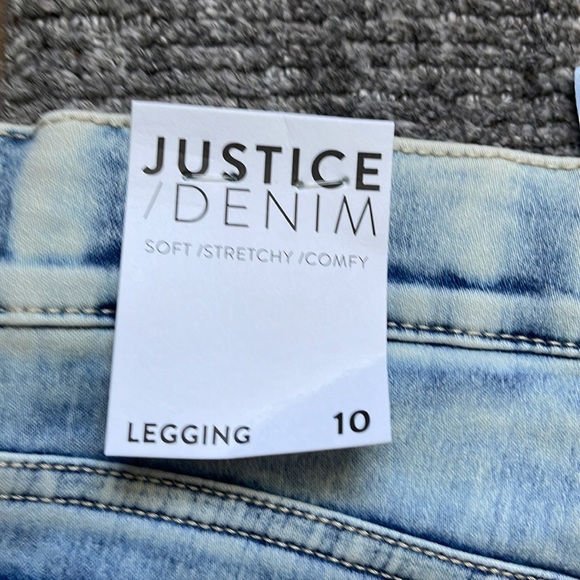 JUSTICE
/DENIM
SOFT /STRETCHY /COMFY
LEGGING 10